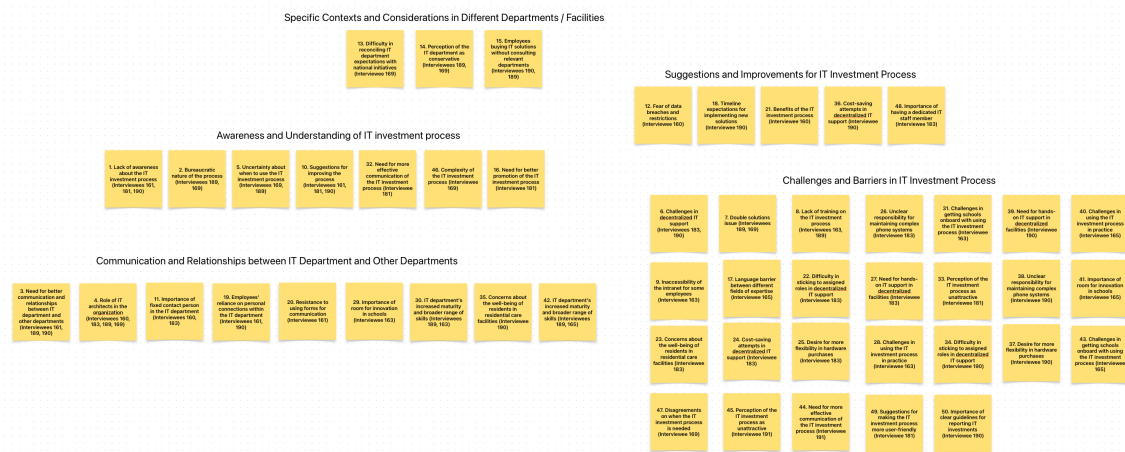 Specific Contexts and Considerations in Different Departments / Facilities
13. Difficulty in
reconciling IT
department
expectations with
national initiatives
(Interviewee 169)
14. Perception of the
IT department as
conservative
(Interviewees 189,
169)
15. Employees
buying IT solutions
without consulting
relevant
departments
(Interviewees 190,
189)
Suggestions and Improvements for IT Investment Process
12. Fear of data
breaches and
restrictions
(Interviewee 160)
18. Timeline
expectations for
implementing new
solutions
(Interviewee 190)
21. Benefits of the IT
investment process
(Interviewee 160)
36. Cost-saving
attempts in
decentralized IT
support (Interviewee
190)
48. Importance of
having a dedicated IT
staff member
(Interviewee 183)
Awareness and Understanding of IT investment process
1. Lack of awareness
about the IT
investment process
(Interviewees 161,
181, 190)
2. Bureaucratic
nature of the process
(Interviewees 189,
169)
5. Uncertainty about
when to use the IT
investment process
(Interviewees 169, 189)
10. Suggestions for
improving the
process
(Interviewees 161,
181, 190)
32. Need for more
effective
communication of
the IT investment
process (Interviewee
181)
46. Complexity of
the IT investment
process (Interviewee
169)
16. Need for better
promotion of the IT
investment process
(Interviewee 181)
Challenges and Barriers in IT Investment Process
6. Challenges in
decentralized IT
support
(Interviewees 183,
190)
7. Double solutions
issue (Interviewees
189, 169)
8. Lack of training on
the IT investment
process
(Interviewees 163,
189)
26. Unclear
responsibility for
maintaining complex
phone systems
(Interviewee 183)
31. Challenges in
getting schools
onboard with using
the IT investment
process (Interviewee
163)
39. Need for hands-
on IT support in
decentralized
facilities (Interviewee
190)
40. Challenges in
using the IT
investment process
in practice
(Interviewee 165)
9. Inaccessibility of
the intranet for some
employees
(Interviewee 163)
17. Language barrier
between different
fields of expertise
(Interviewee 165)
22. Difficulty in
sticking to assigned
roles in decentralized
IT support
(Interviewee 183)
27. Need for hands-
on IT support in
decentralized
facilities (Interviewee
183)
33. Perception of the
IT investment
process as
unattractive
(Interviewee 181)
38. Unclear
responsibility for
maintaining complex
phone systems
(Interviewee 190)
41. Importance of
room for innovation
in schools
(Interviewee 165)
23. Concerns about
the well-being of
residents in
residential care
facilities (Interviewee
183)
24. Cost-saving
attempts in
decentralized IT
support (Interviewee
183)
25. Desire for more
flexibility in hardware
purchases
(Interviewee 183)
28. Challenges in
using the IT
investment process
in practice
(Interviewee 163)
34. Difficulty in
sticking to assigned
roles in decentralized
IT support
(Interviewee 190)
37. Desire for more
flexibility in hardware
purchases
(Interviewee 190)
43. Challenges in
getting schools
onboard with using
the IT investment
process (Interviewee
165)
47. Disagreements
on when the IT
investment process
is needed
(Interviewee 169)
45. Perception of the
IT investment
process as
unattractive
(Interviewee 191)
44. Need for more
effective
communication of
the IT investment
process (Interviewee
191)
49. Suggestions for
making the IT
investment process
more user-friendly
(Interviewee 181)
50. Importance of
clear guidelines for
reporting IT
investments
(Interviewee 190)
Communication and Relationships between IT Department and Other Departments
3. Need for better
communication and
relationships
between IT
department and
other departments
(Interviewees 161,
189, 190)
4. Role of IT
architects in the
organization
(Interviewees 160,
183, 189, 169)
11. Importance of
fixed contact person
in the IT department
(Interviewees 160,
183)
19. Employees'
reliance on personal
connections within
the IT department
(Interviewees 161,
190)
20. Resistance to
using forms for
communication
(Interviewee 161)
29. Importance of
room for innovation
in schools
(Interviewee 163)
30. IT department's
increased maturity
and broader range of
skills (Interviewees
189, 163)
35. Concerns about
the well-being of
residents in
residential care
facilities (Interviewee
190)
42. IT department's
increased maturity
and broader range of
skills (Interviewees
189, 165)